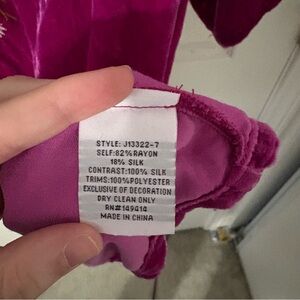 STYLE: J13322-7
SELF:82%RAYON
18% SILK
CONTRAST:100% SILK
TRIMS:100%POLYESTER
EXCLUSIVE OF DECORATION
DRY CLEAN ONLY
RN#149414
MADE IN CHINA